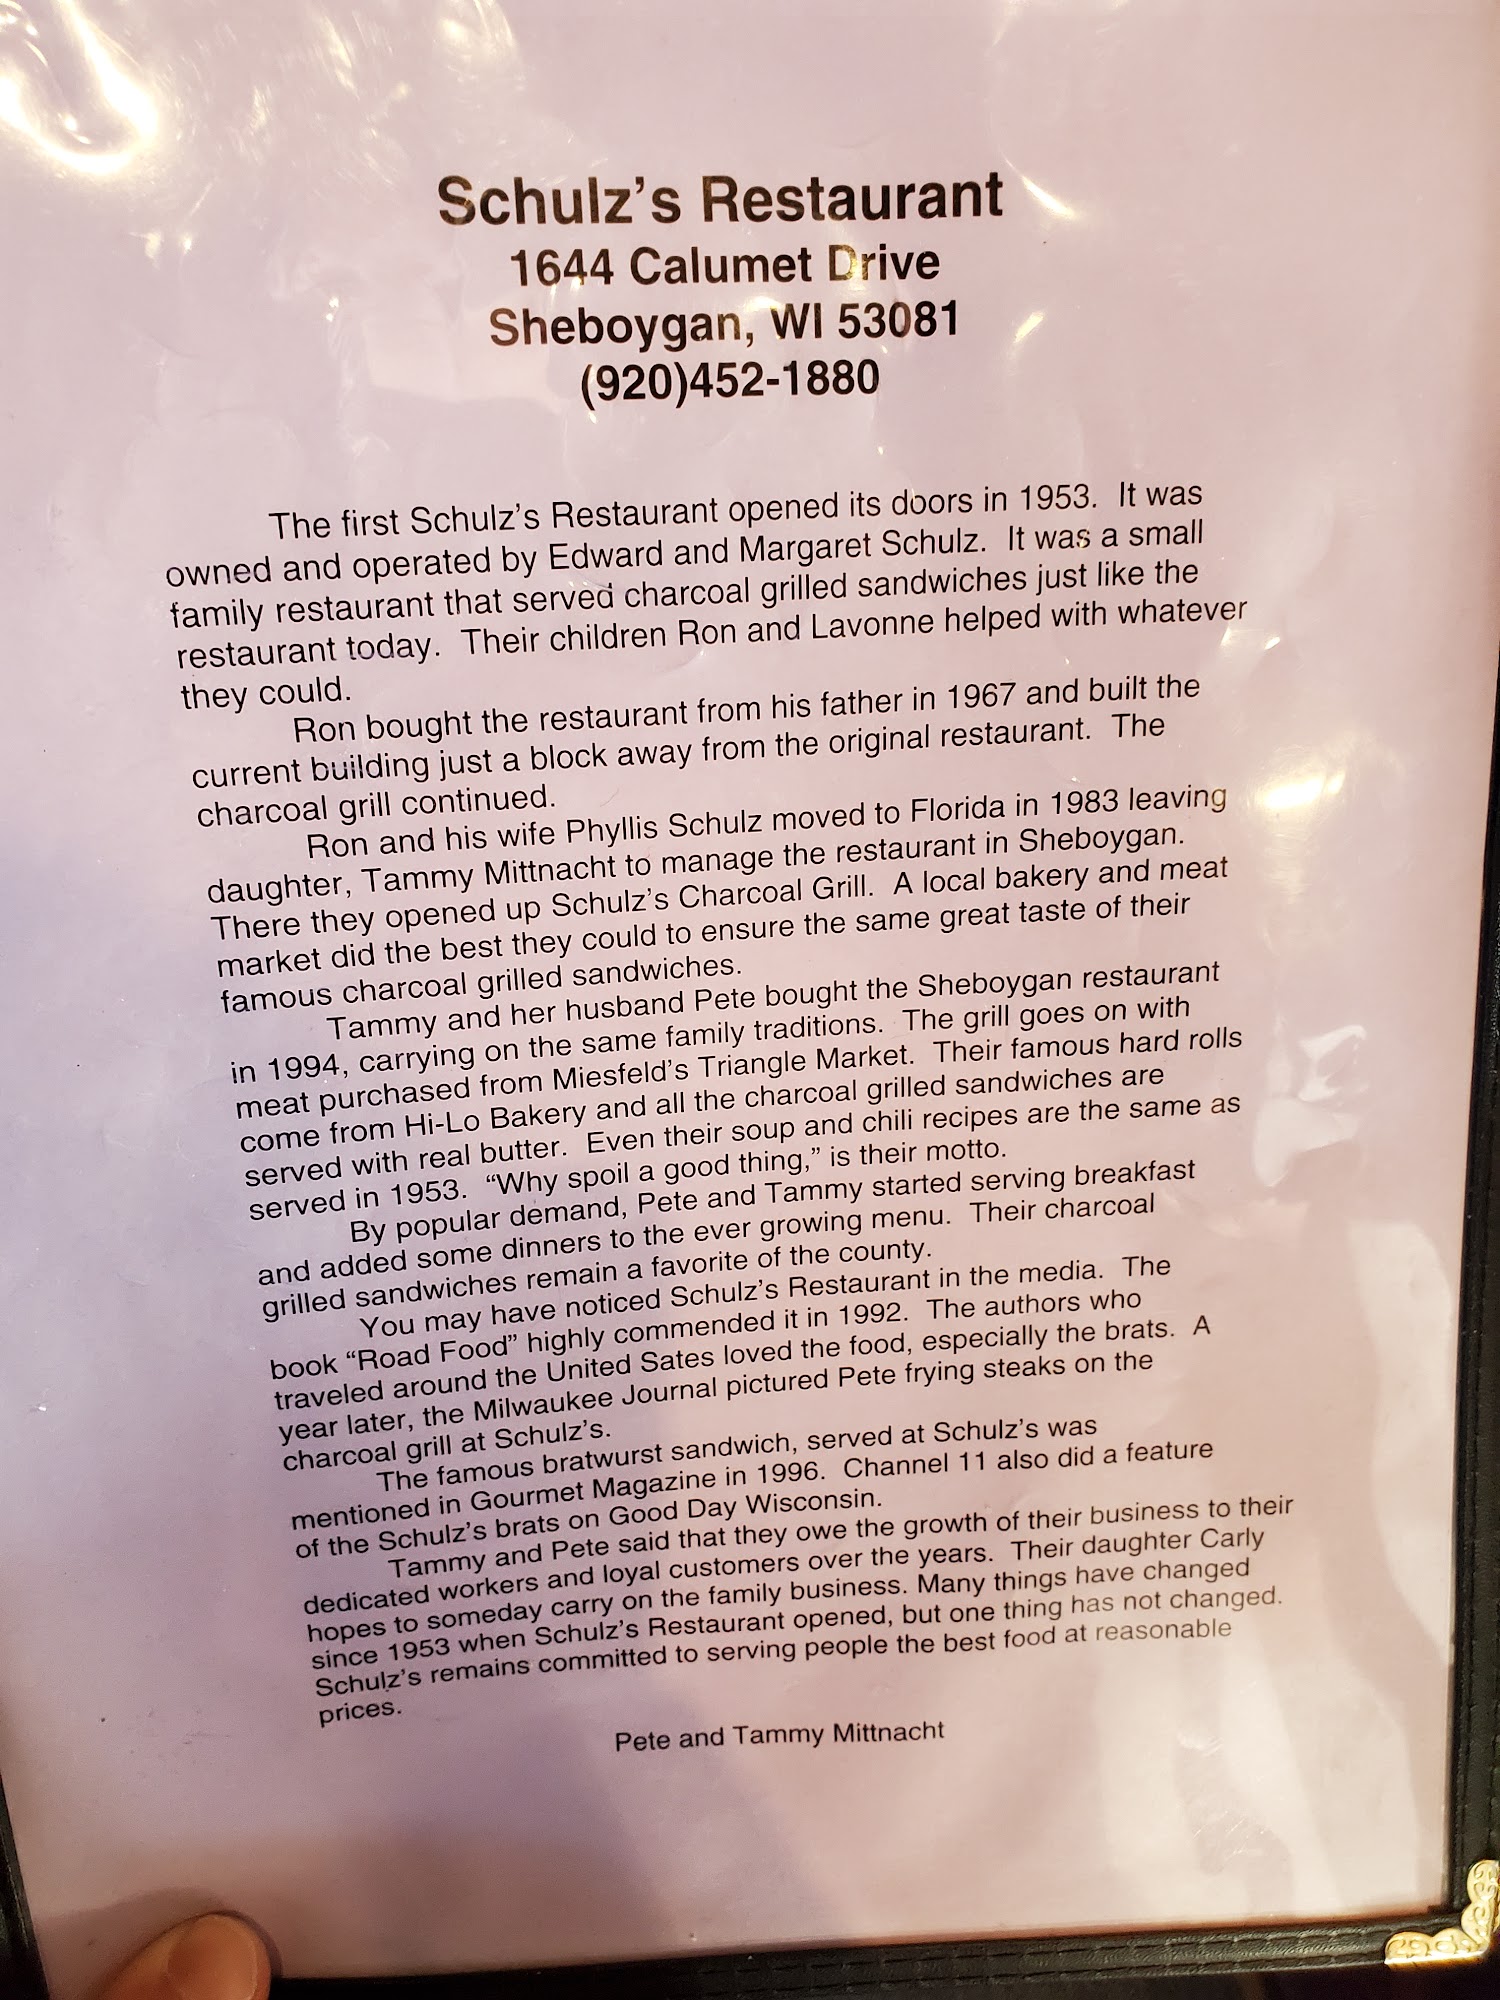 Schulz's Restaurant
1644 Calumet Drive
Sheboygan, WI 53081
(920)452-1880
The first Schulz's Restaurant opened its doors in 1953. It was
owned and operated by Edward and Margaret Schulz. It was a small
family restaurant that served charcoal grilled sandwiches just like the
restaurant today. Their children Ron and Lavonne helped with whatever
they could.
Ron bought the restaurant from his father in 1967 and built the
current building just a block away from the original restaurant. The
charcoal grill continued.
Ron and his wife Phyllis Schulz moved to Florida in 1983 leaving
daughter, Tammy Mittnacht to manage the restaurant in Sheboygan.
There they opened up Schulz's Charcoal Grill. A local bakery and meat
market did the best they could to ensure the same great taste of their
famous charcoal grilled sandwiches.
Tammy and her husband Pete bought the Sheboygan restaurant
in 1994, carrying on the same family traditions. The grill goes on with
meat purchased from Miesfeld's Triangle Market. Their famous hard rolls
come from Hi-Lo Bakery and all the charcoal grilled sandwiches are
served with real butter. Even their soup and chili recipes are the same as
served in 1953. "Why spoil a good thing," is their motto.
By popular demand, Pete and Tammy started serving breakfast
and added some dinners to the ever growing menu. Their charcoal
grilled sandwiches remain a favorite of the county.
You may have noticed Schulz's Restaurant in the media. The
book "Road Food" highly commended it in 1992. The authors who
traveled around the United Sates loved the food, especially the brats. A
year later, the Milwaukee Journal pictured Pete frying steaks on the
charcoal grill at Schulz's.
The famous bratwurst sandwich, served at Schulz's was
mentioned in Gourmet Magazine in 1996. Channel 11 also did a feature
of the Schulz's brats on Good Day Wisconsin.
Tammy and Pete said that they owe the growth of their business to their
dedicated workers and loyal customers over the years. Their daughter Carly
hopes to someday carry on the family business. Many things have changed
since 1953 when Schulz's Restaurant opened, but one thing has not changed.
Schulz's remains committed to serving people the best food at reasonable
prices.
Pete and Tammy Mittnacht